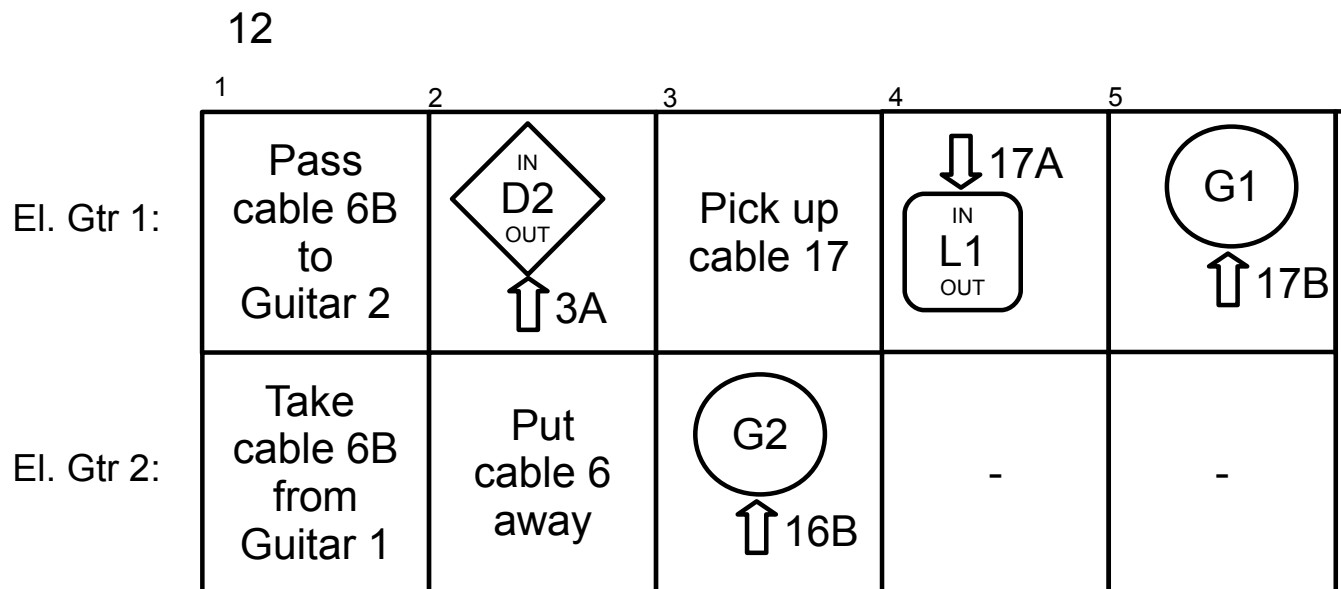 12
1 2 3 4 5
El. Gtr 1:
Pass
cable 6B
to
Guitar 2
IN
D2
OUT
3A
Pick up
cable 17
17A
IN
L1
OUT
G1
17B
El. Gtr 2:
Take
cable 6B
from
Guitar 1
Put
cable 6
away
G2
16B
-
-